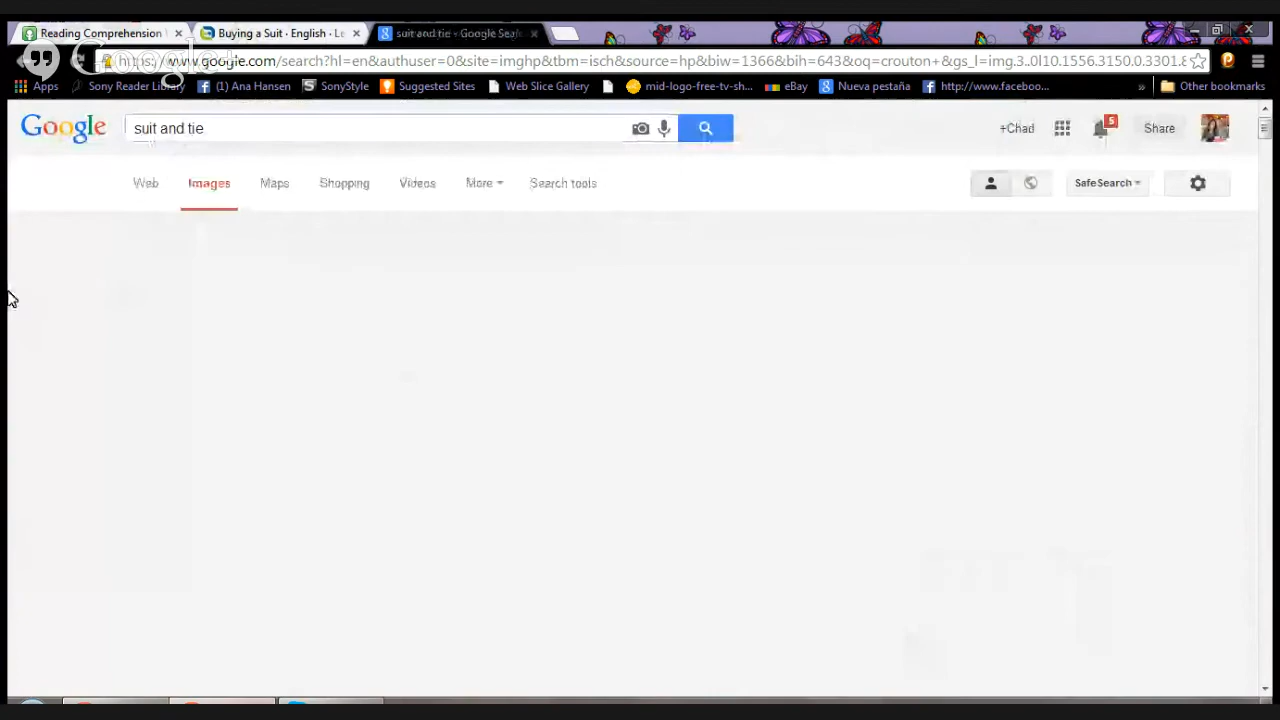 Reading Comprehension
Buying a Suit · English · Le
suit and tie - Google Sea
Google+
https://www.google.com/search?hl=en&authuser=0&site=imghp&tbm=isch&source=hp&biw=1366&bih=643&oq=crouton+&gs_l=img.3.0l10.1556.3150.0.3301.8
Apps
Sony Reader Library
(1) Ana Hansen
SonyStyle
Suggested Sites
Web Slice Gallery
mid-logo-free-tv-sh...
eBay
Nueva pestaña
http://www.faceboo...
»
Other bookmarks
Google
suit and tie
+Chad
5
Share
Web
Images
Maps
Shopping
Videos
More
Search tools
SafeSearch